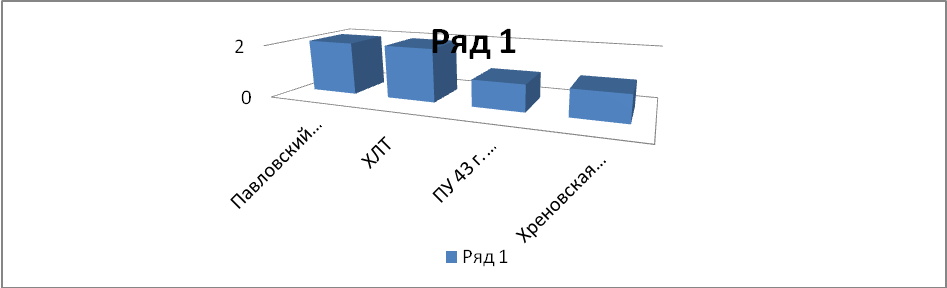 Ряд 1
2
0
Павловский...
ХЛТ
ПУ 43 г. ...
Хреновская...
Ряд 1